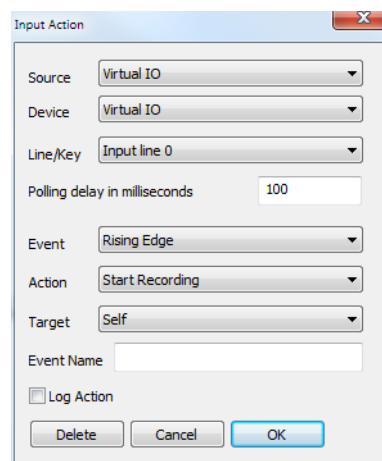 Input Action
Source Virtual IO
Device Virtual IO
Line/Key Input line 0
Polling delay in milliseconds 100
Event Rising Edge
Action Start Recording
Target Self
Event Name
Log Action
Delete Cancel OK